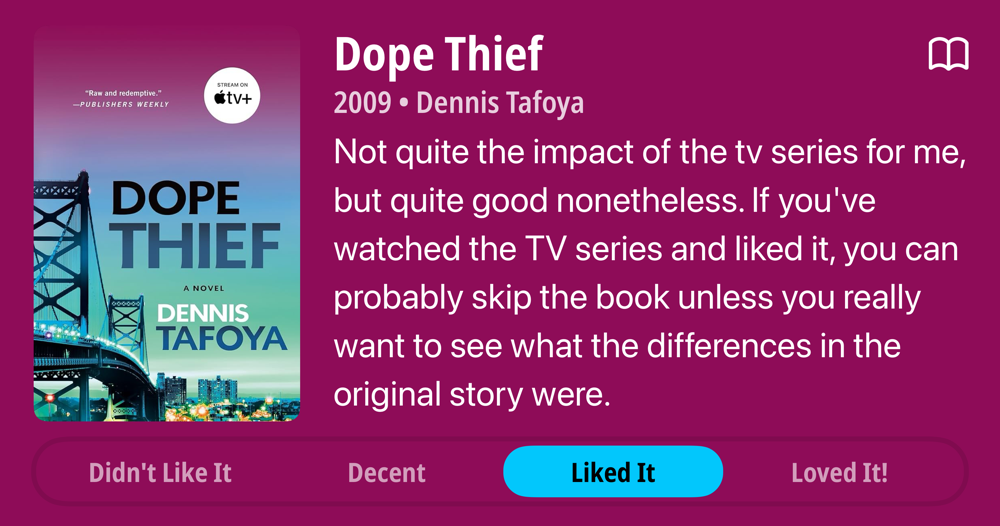 STREAM ON
tv+
"Raw and redemptive."
—PUBLISHERS WEEKLY
DOPE
THIEF
A NOVEL
DENNIS
TAFOYA
Dope Thief
2009 • Dennis Tafoya
Not quite the impact of the tv series for me,
but quite good nonetheless. If you've
watched the TV series and liked it, you can
probably skip the book unless you really
want to see what the differences in the
original story were.
Didn't Like It
Decent
Liked It
Loved It!